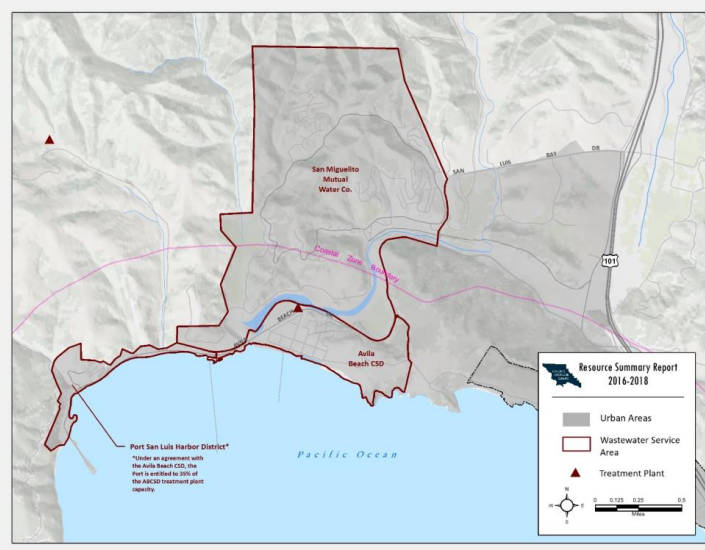 SAN LUIS BAY DR
San Miguelito
Mutual
Water Co.
101
Coastal Zone Boundary
AVILA BEACH DR
Avila
Beach CSD
Port San Luis Harbor District*
*Under an agreement with
the Avila Beach CSD, the
Port is entitled to 35% of
the ABCSD treatment plant
capacity.
Pacific Ocean
Resource Summary Report
2016-2018
Urban Areas
Wastewater Service
Area
Treatment Plant
N
W E
S
0 0.125 0.25 0.5
Miles